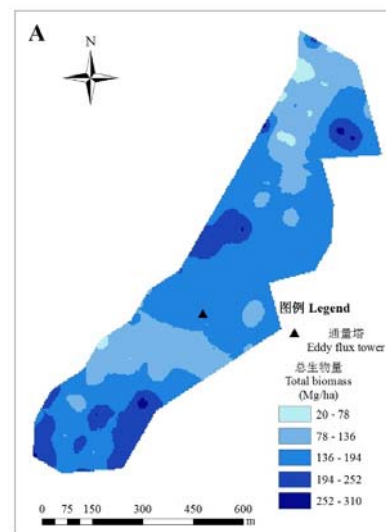 A
N
图例 Legend
通量塔
Eddy flux tower
总生物量
Total biomass
(Mg/ha)
20 - 78
78 - 136
136 - 194
194 - 252
252 - 310
0 75 150 300 450 600
m